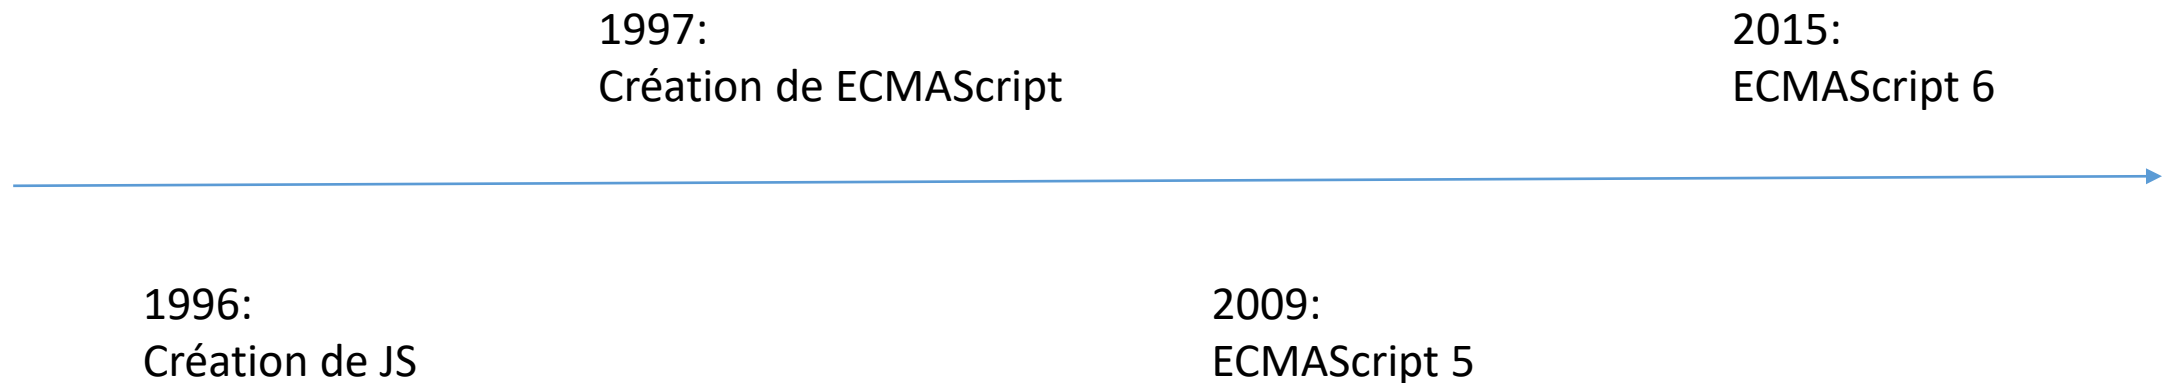 1997:
Création de ECMAScript
2015:
ECMAScript 6
1996:
Création de JS
2009:
ECMAScript 5